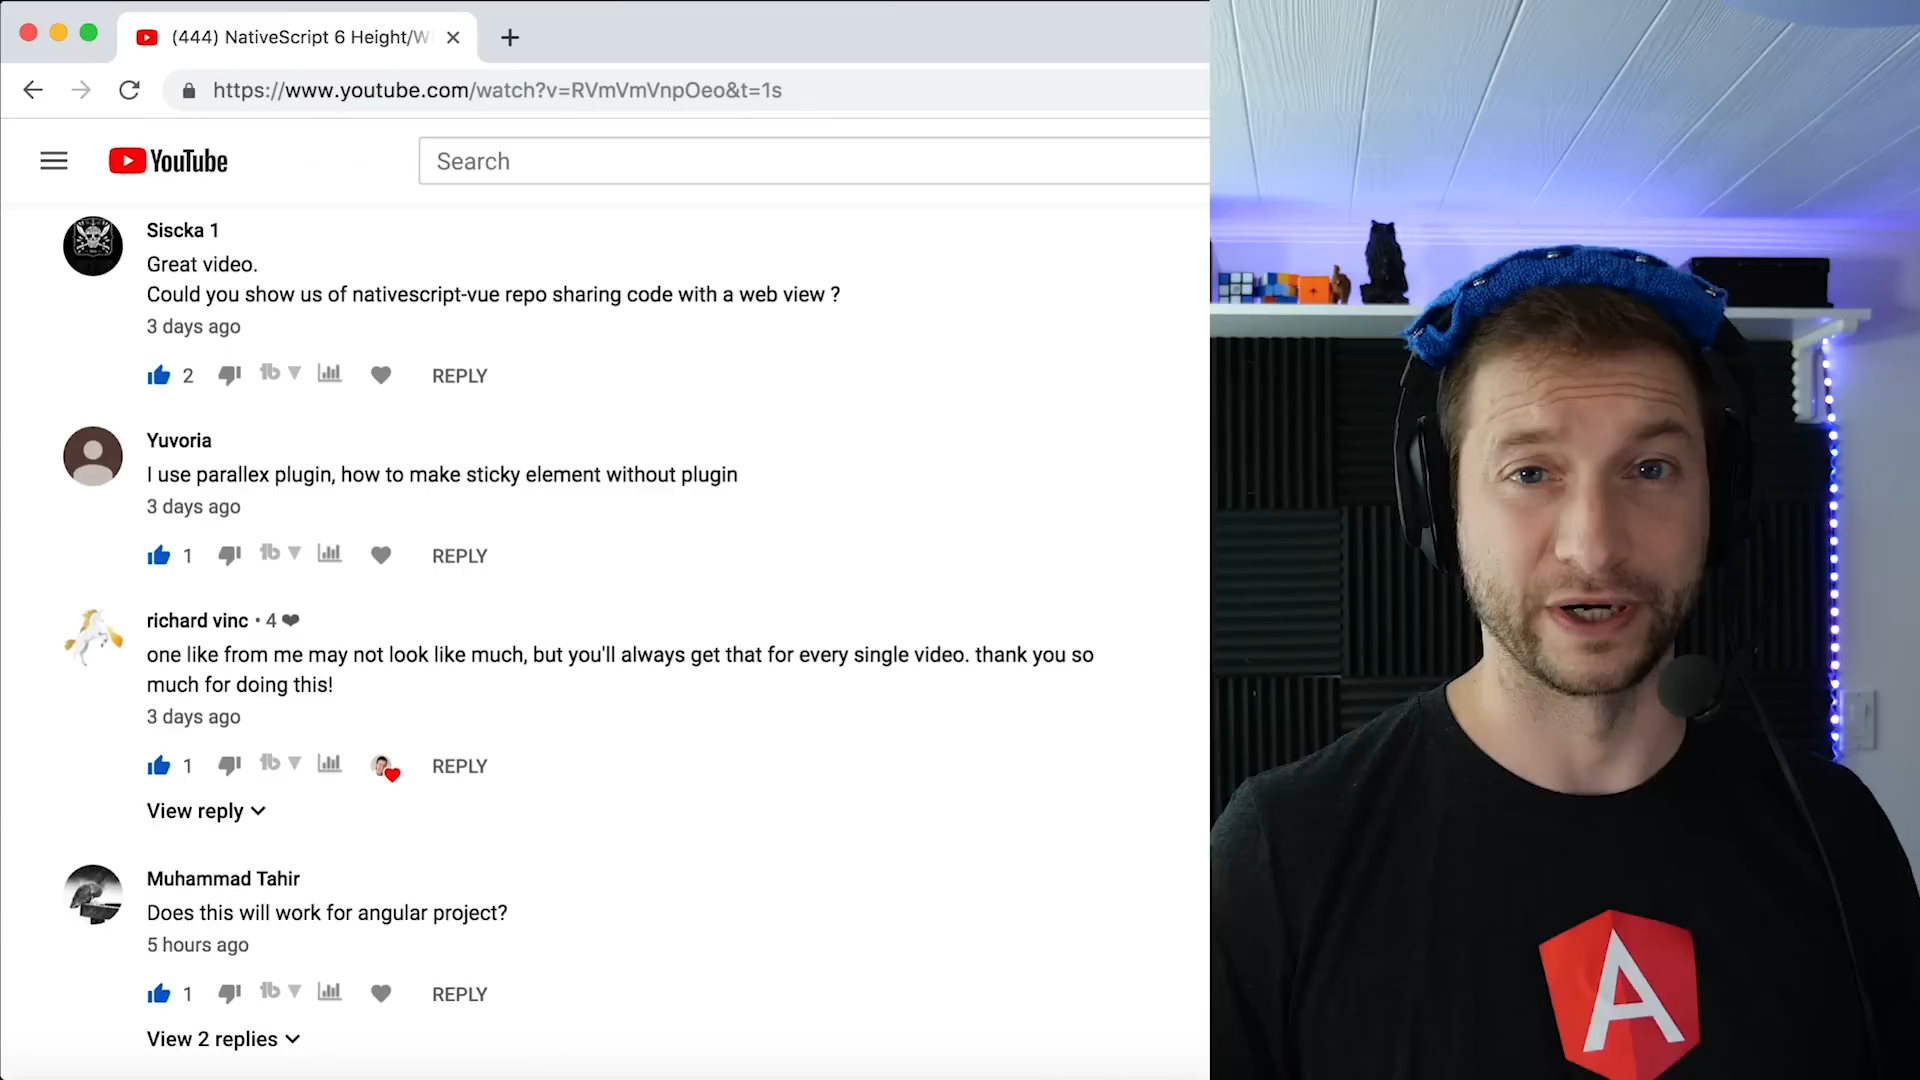 (444) NativeScript 6 Height/W
https://www.youtube.com/watch?v=RVmVmVnpOeo&t=1s
YouTube
Search
Siscka 1
Great video.
Could you show us of nativescript-vue repo sharing code with a web view ?
3 days ago
2
REPLY
Yuvoria
I use parallex plugin, how to make sticky element without plugin
3 days ago
1
REPLY
richard vinc • 4
one like from me may not look like much, but you'll always get that for every single video. thank you so
much for doing this!
3 days ago
1
REPLY
View reply
Muhammad Tahir
Does this will work for angular project?
5 hours ago
1
REPLY
View 2 replies
A